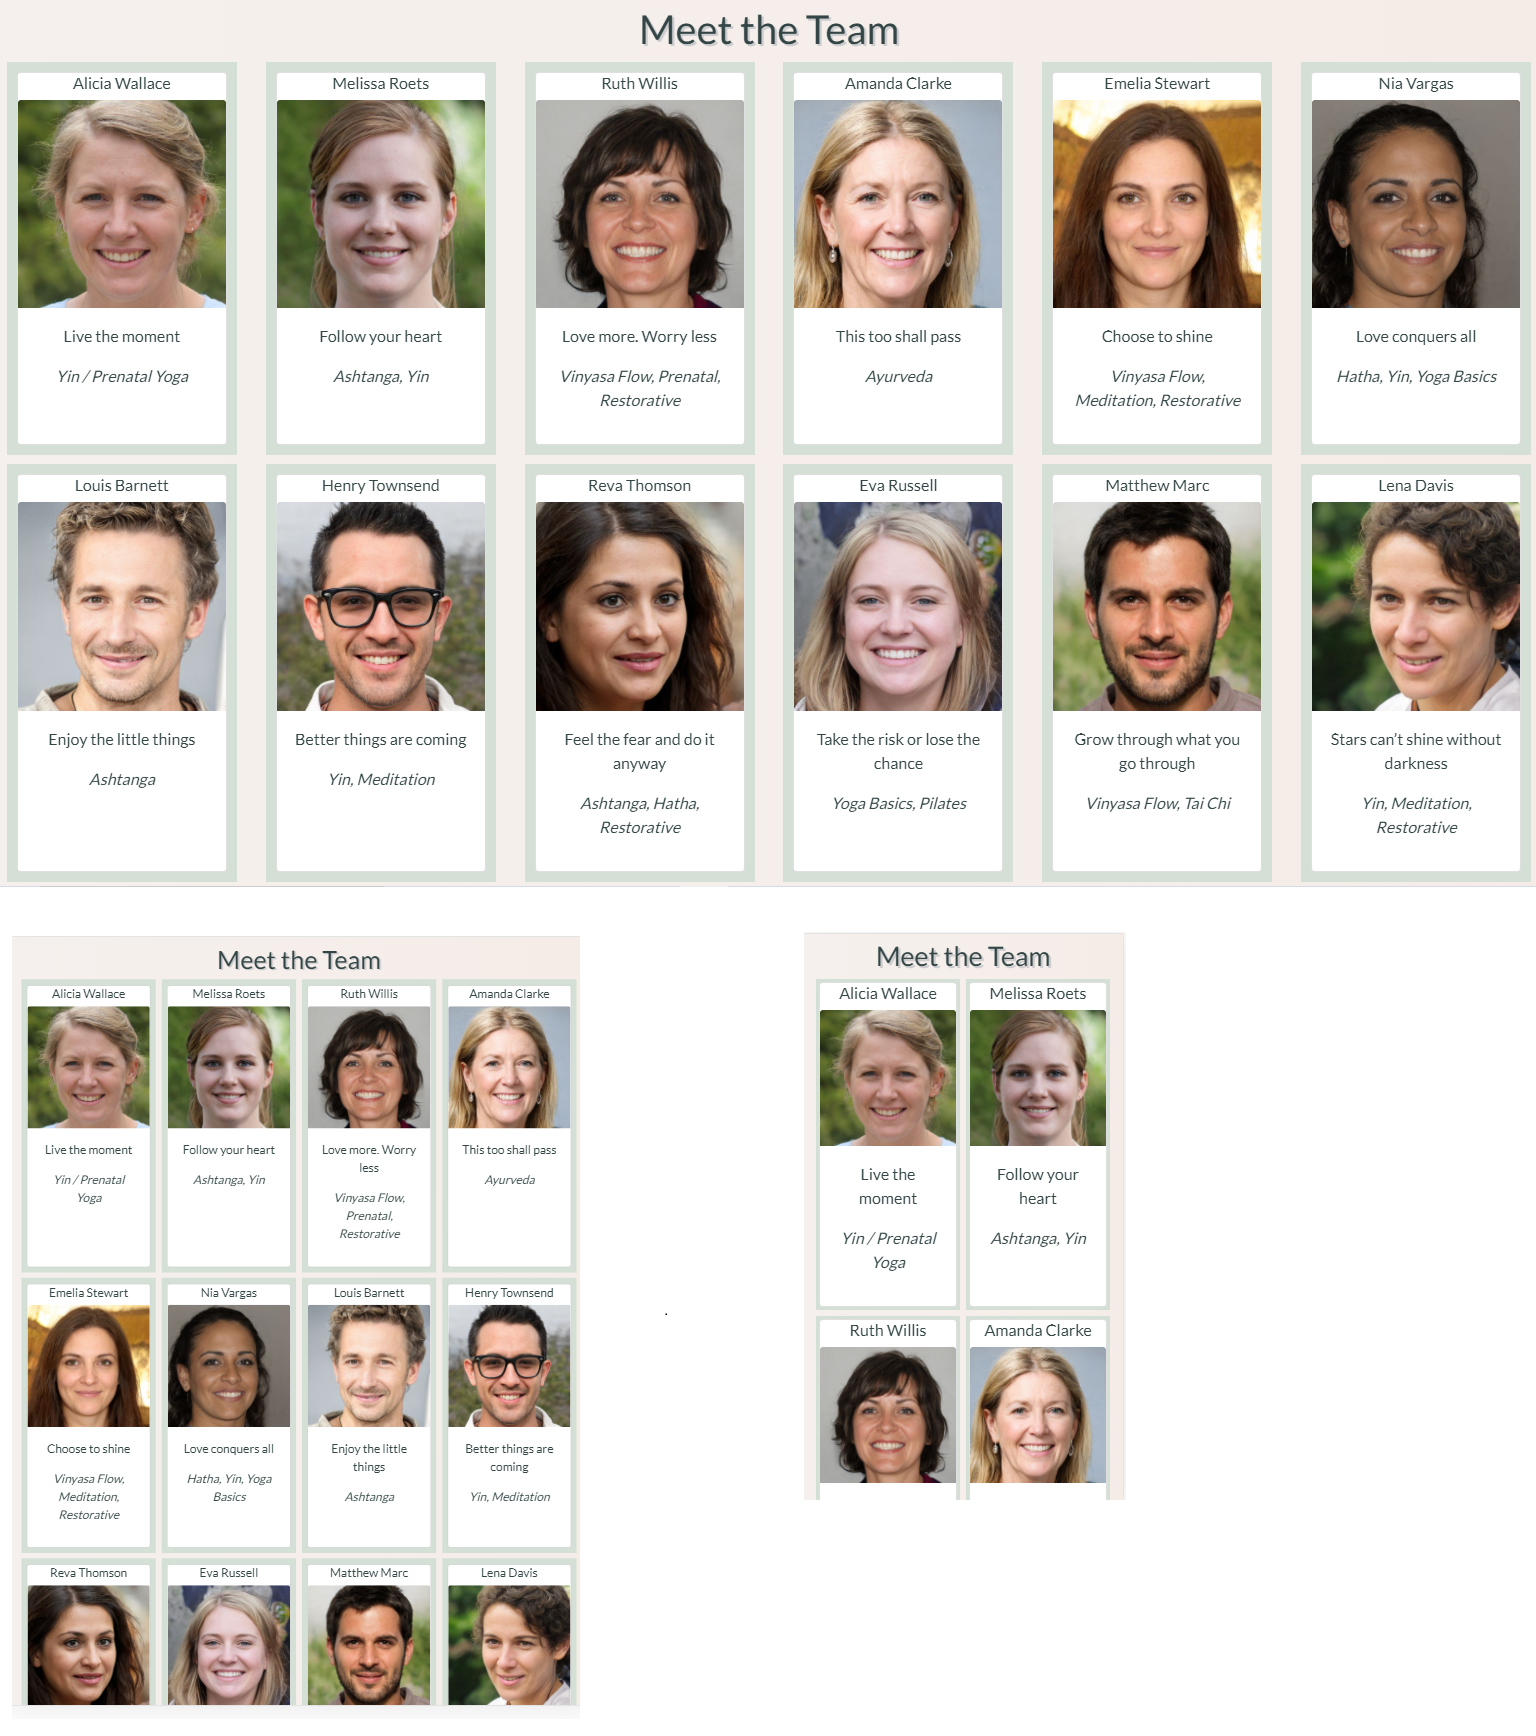 Meet the Team
Alicia Wallace
Live the moment
Yin / Prenatal Yoga
Melissa Roets
Follow your heart
Ashtanga, Yin
Ruth Willis
Love more. Worry less
Vinyasa Flow, Prenatal,
Restorative
Amanda Clarke
This too shall pass
Ayurveda
Emelia Stewart
Choose to shine
Vinyasa Flow,
Meditation, Restorative
Nia Vargas
Love conquers all
Hatha, Yin, Yoga Basics
Louis Barnett
Enjoy the little things
Ashtanga
Henry Townsend
Better things are coming
Yin, Meditation
Reva Thomson
Feel the fear and do it
anyway
Ashtanga, Hatha,
Restorative
Eva Russell
Take the risk or lose the
chance
Yoga Basics, Pilates
Matthew Marc
Grow through what you
go through
Vinyasa Flow, Tai Chi
Lena Davis
Stars can’t shine without
darkness
Yin, Meditation,
Restorative
Meet the Team
Alicia Wallace
Live the moment
Yin / Prenatal
Yoga
Melissa Roets
Follow your heart
Ashtanga, Yin
Ruth Willis
Love more. Worry
less
Vinyasa Flow,
Prenatal,
Restorative
Amanda Clarke
This too shall pass
Ayurveda
Emelia Stewart
Choose to shine
Vinyasa Flow,
Meditation,
Restorative
Nia Vargas
Love conquers all
Hatha, Yin, Yoga
Basics
Louis Barnett
Enjoy the little
things
Ashtanga
Henry Townsend
Better things are
coming
Yin, Meditation
Reva Thomson
Eva Russell
Matthew Marc
Lena Davis
Meet the Team
Alicia Wallace
Live the
moment
Yin / Prenatal
Yoga
Melissa Roets
Follow your
heart
Ashtanga, Yin
Ruth Willis
Amanda Clarke